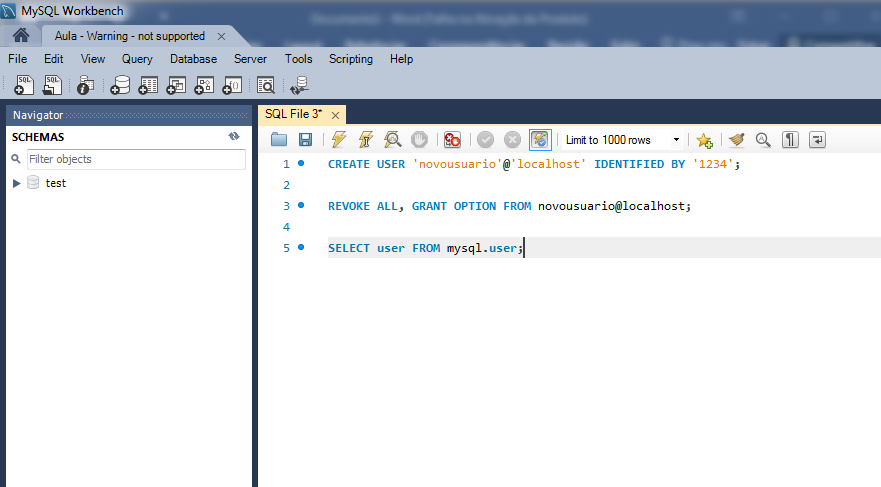 MySQL Workbench
Aula - Warning - not supported
File Edit View Query Database Server Tools Scripting Help
Navigator
SQL File 3*
SCHEMAS
Limit to 1000 rows
Filter objects
test
1 CREATE USER 'novousuario'@'localhost' IDENTIFIED BY '1234';
2
3 REVOKE ALL, GRANT OPTION FROM novousuario@localhost;
4
5 SELECT user FROM mysql.user;